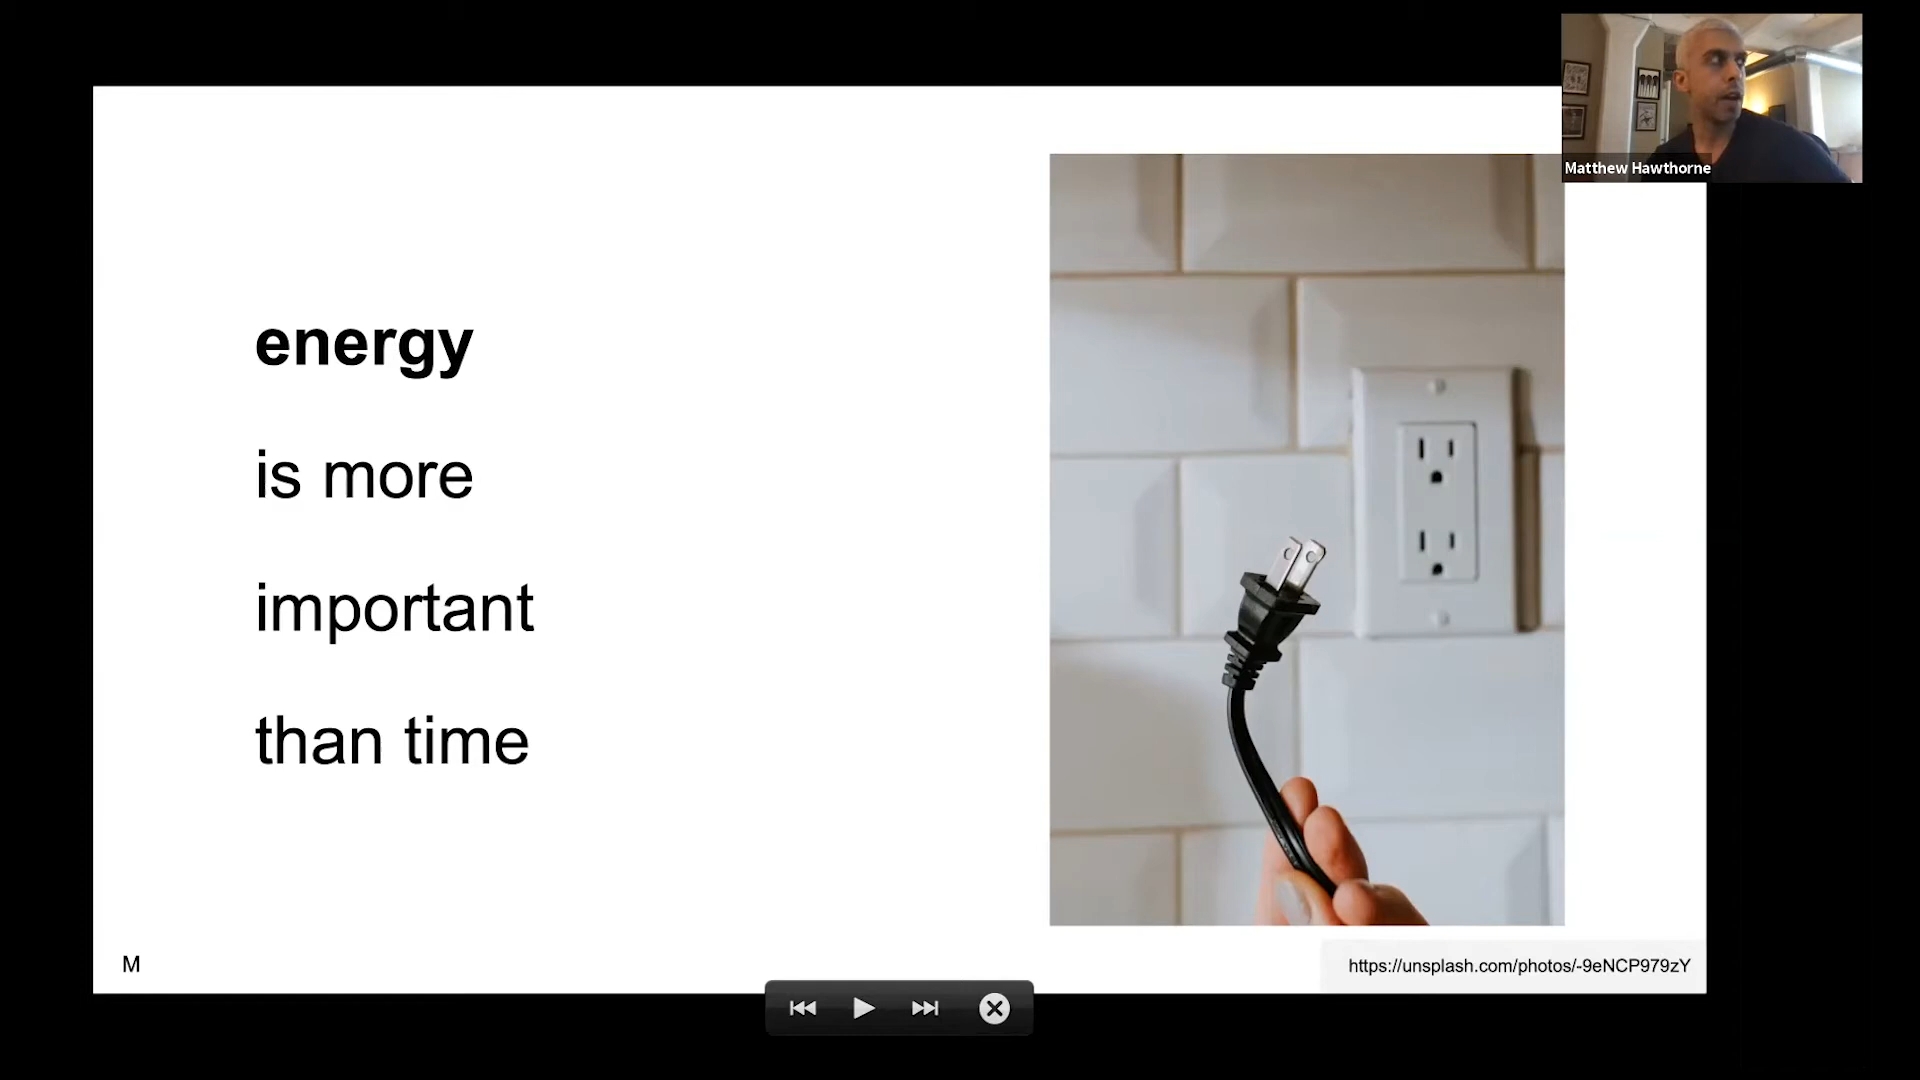 Matthew Hawthorne
energy
is more
important
than time
M
https://unsplash.com/photos/-9eNCP979zY